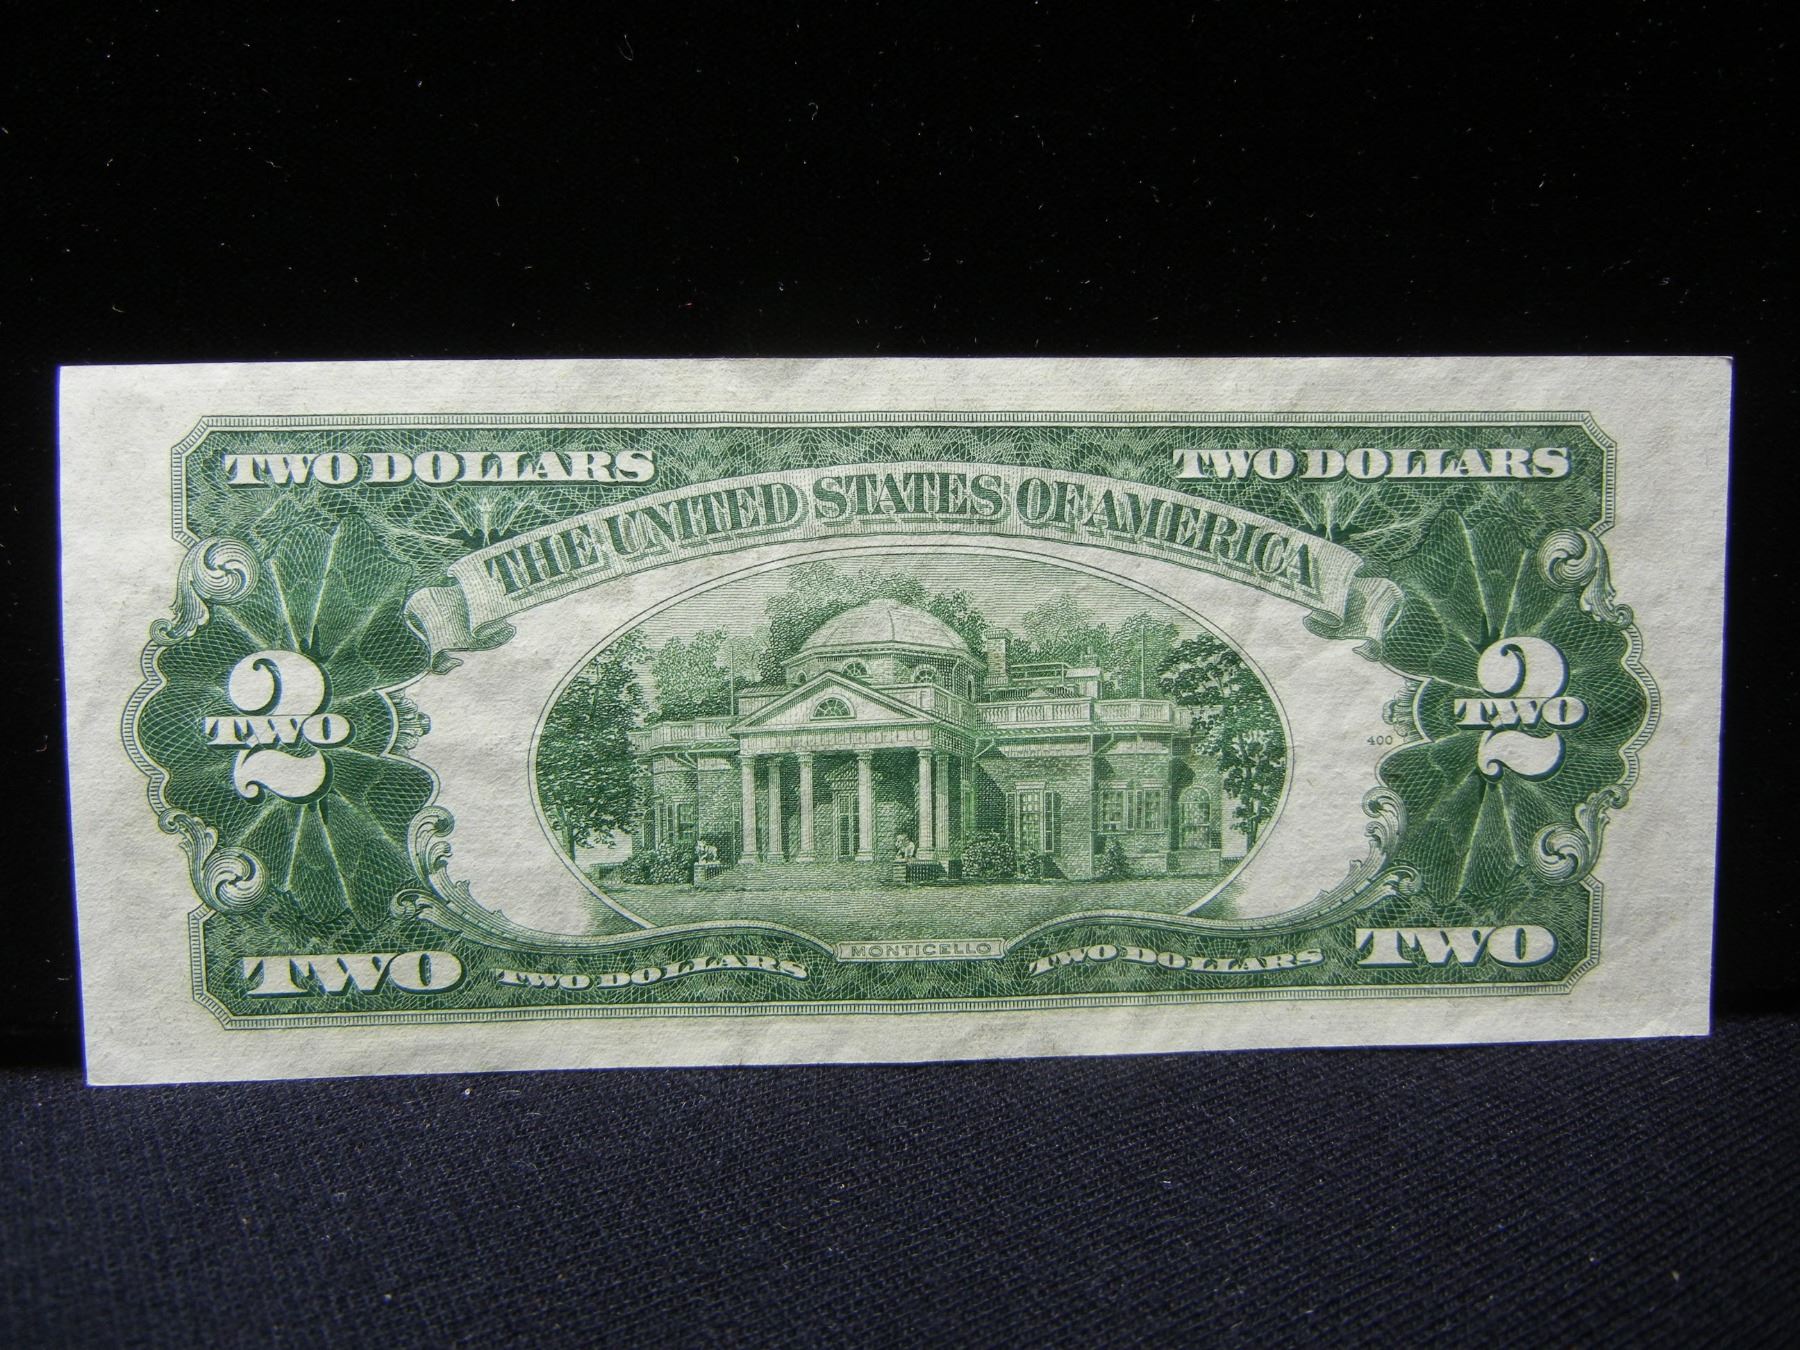 TWO DOLLARS TWO DOLLARS
THE UNITED STATES OF AMERICA
2 TWO 2
TWO
400
MONTICELLO
TWO TWO DOLLARS TWO DOLLARS TWO